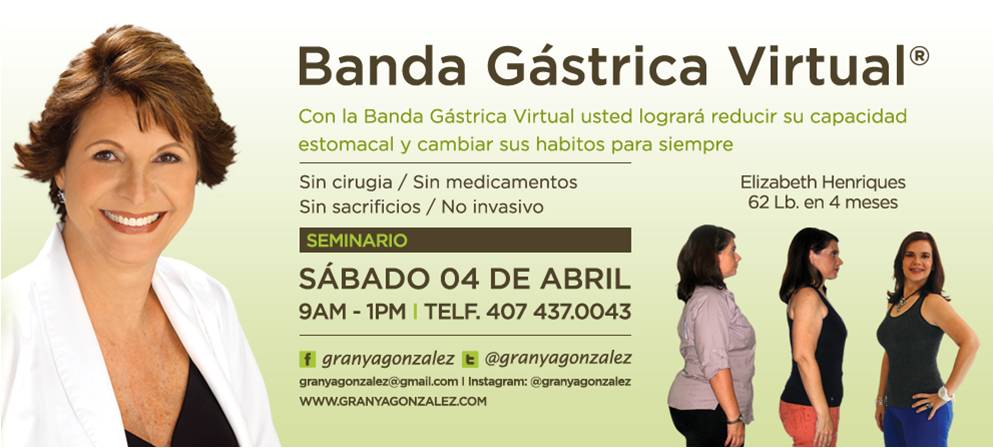 Banda Gástrica Virtual®
Con la Banda Gástrica Virtual usted logrará reducir su capacidad
estomacal y cambiar sus habitos para siempre
Sin cirugia / Sin medicamentos
Sin sacrificios / No invasivo
SEMINARIO
SÁBADO 04 DE ABRIL
9AM - 1PM | TELF. 407 437.0043
f granyagonzalez t @granyagonzalez
granyagonzalez@gmail.com | Instagram: @granyagonzalez
WWW.GRANYAGONZALEZ.COM
Elizabeth Henriques
62 Lb. en 4 meses